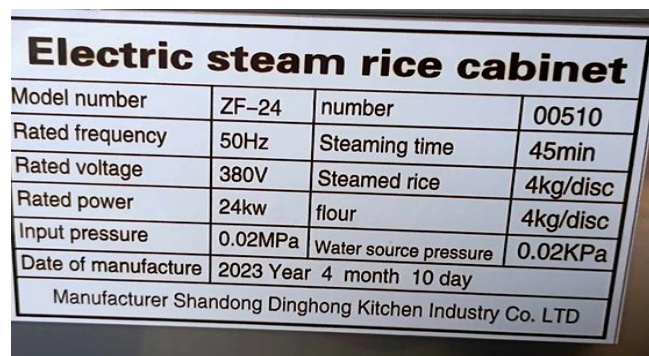 Electric steam rice cabinet
Model number ZF-24 number 00510
Rated frequency 50Hz Steaming time 45min
Rated voltage 380V Steamed rice 4kg/disc
Rated power 24kw flour 4kg/disc
Input pressure 0.02MPa Water source pressure 0.02KPa
Date of manufacture 2023 Year 4 month 10 day
Manufacturer Shandong Dinghong Kitchen Industry Co. LTD